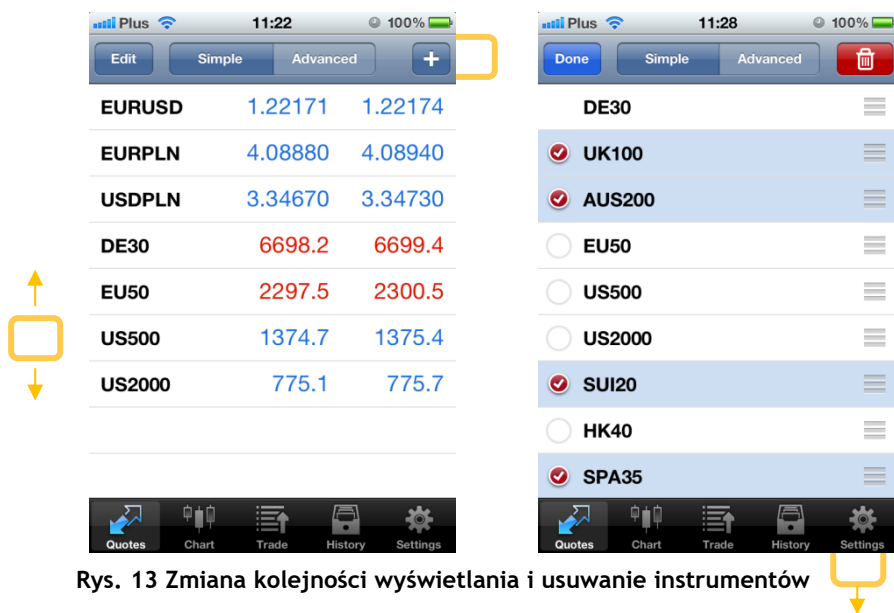 Plus 11:22 100%
Edit Simple Advanced +
EURUSD 1.22171 1.22174
EURPLN 4.08880 4.08940
USDPLN 3.34670 3.34730
DE30 6698.2 6699.4
EU50 2297.5 2300.5
US500 1374.7 1375.4
US2000 775.1 775.7
Quotes Chart Trade History Settings
Plus 11:28 100%
Done Simple Advanced
DE30
UK100
AUS200
EU50
US500
US2000
SUI20
HK40
SPA35
Quotes Chart Trade History Settings
Rys. 13 Zmiana kolejności wyświetlania i usuwanie instrumentów